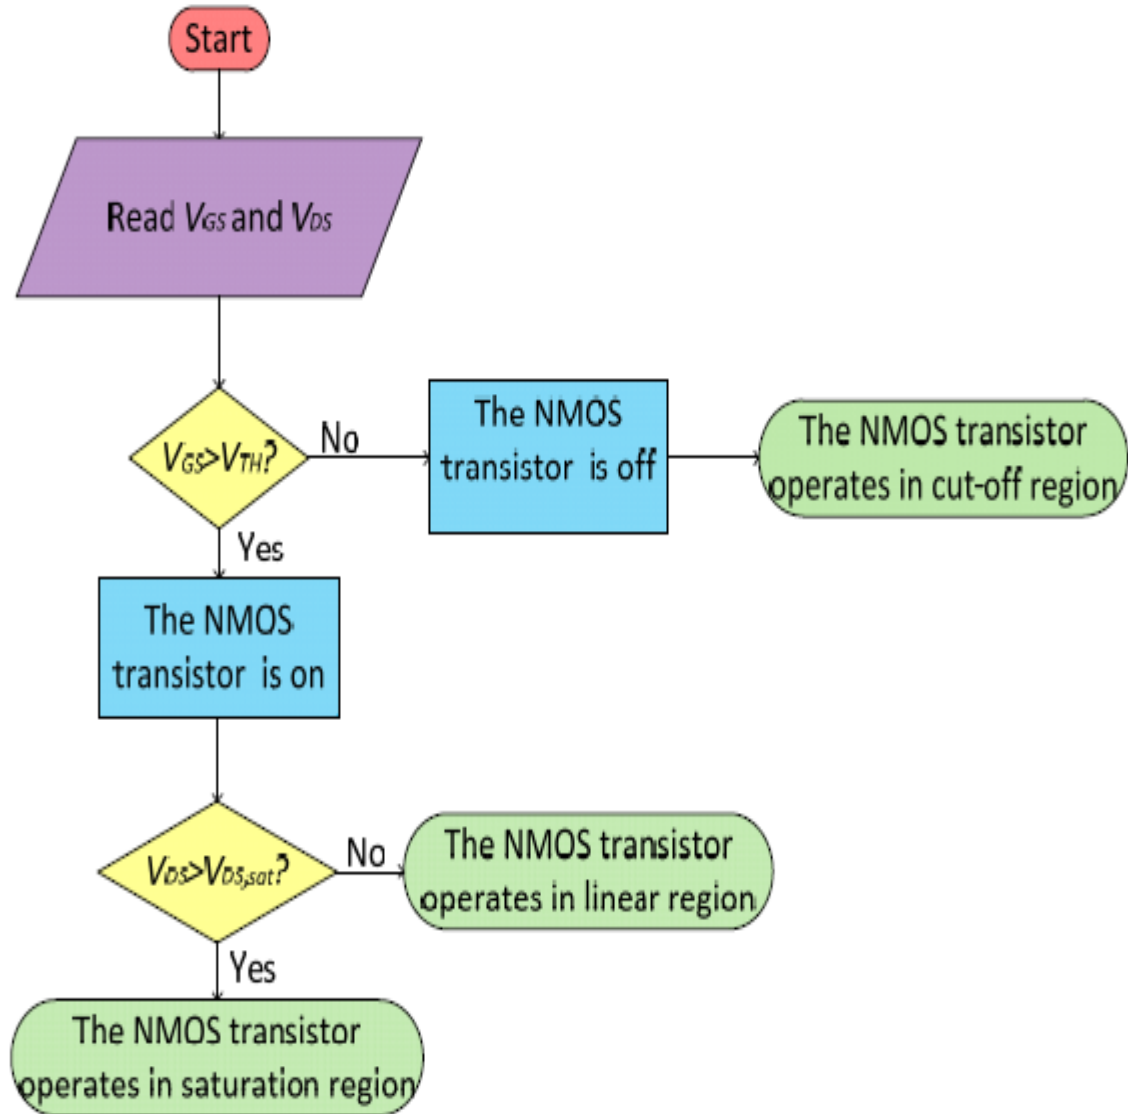 Start
Read VGS and VDS
VGS>VTH?
No
The NMOS
transistor is off
The NMOS transistor
operates in cut-off region
Yes
The NMOS
transistor is on
VDS>VDS,sat?
No
The NMOS transistor
operates in linear region
Yes
The NMOS transistor
operates in saturation region